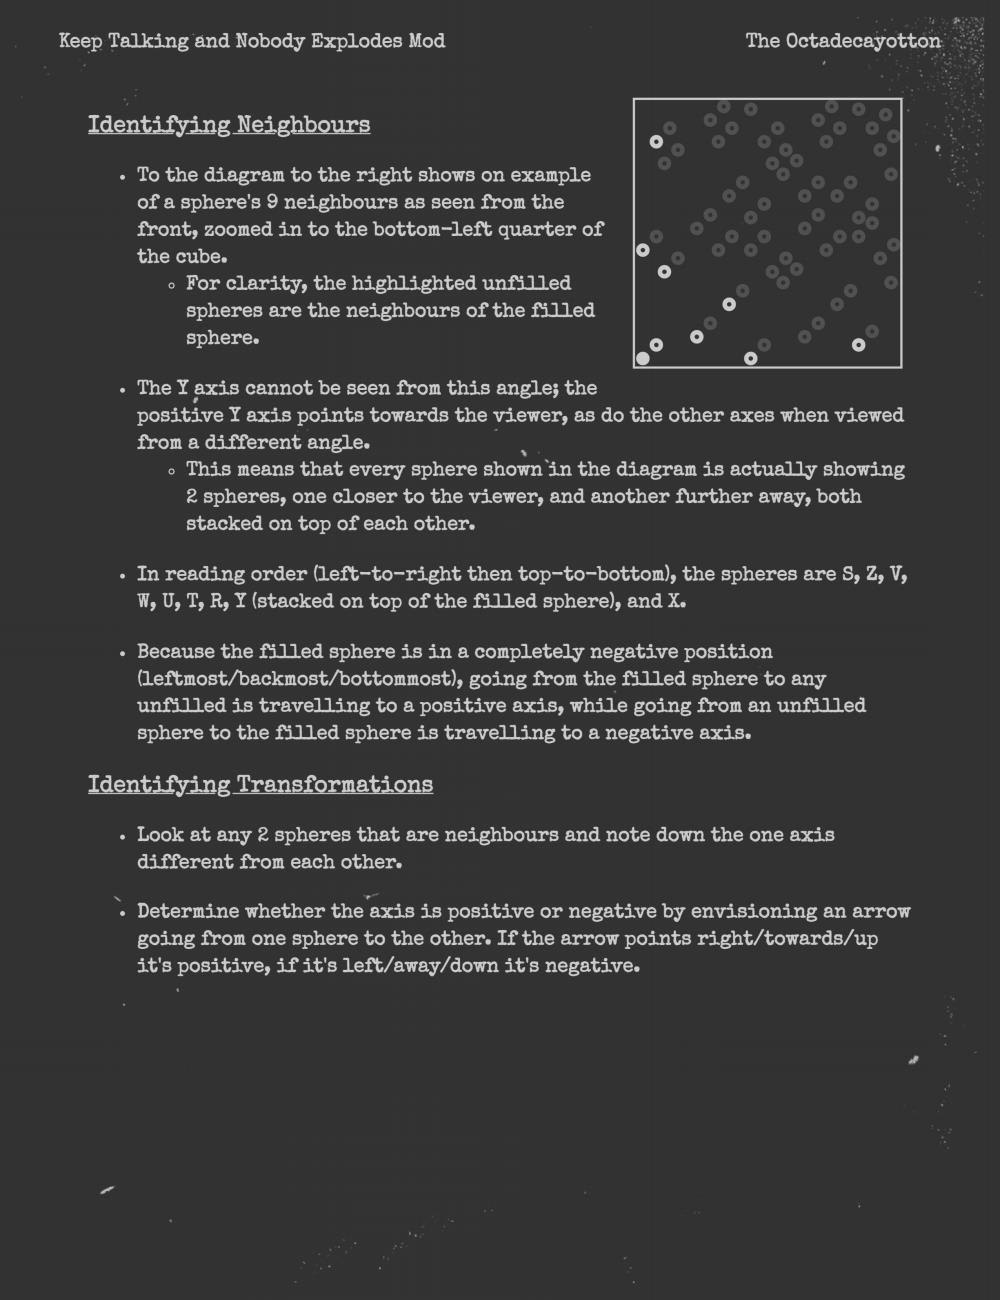 Keep Talking and Nobody Explodes Mod
The Octadecayotton
Identifying Neighbours
To the diagram to the right shows on example
of a sphere's 9 neighbours as seen from the
front, zoomed in to the bottom-left quarter of
the cube.
For clarity, the highlighted unfilled
spheres are the neighbours of the filled
sphere.
The Y axis cannot be seen from this angle; the
positive Y axis points towards the viewer, as do the other axes when viewed
from a different angle.
This means that every sphere shown in the diagram is actually showing
2 spheres, one closer to the viewer, and another further away, both
stacked on top of each other.
In reading order (left-to-right then top-to-bottom), the spheres are S, Z, V,
W, U, T, R, Y (stacked on top of the filled sphere), and X.
Because the filled sphere is in a completely negative position
(leftmost/backmost/bottommost), going from the filled sphere to any
unfilled is travelling to a positive axis, while going from an unfilled
sphere to the filled sphere is travelling to a negative axis.
Identifying Transformations
Look at any 2 spheres that are neighbours and note down the one axis
different from each other.
Determine whether the axis is positive or negative by envisioning an arrow
going from one sphere to the other. If the arrow points right/towards/up
it's positive, if it's left/away/down it's negative.